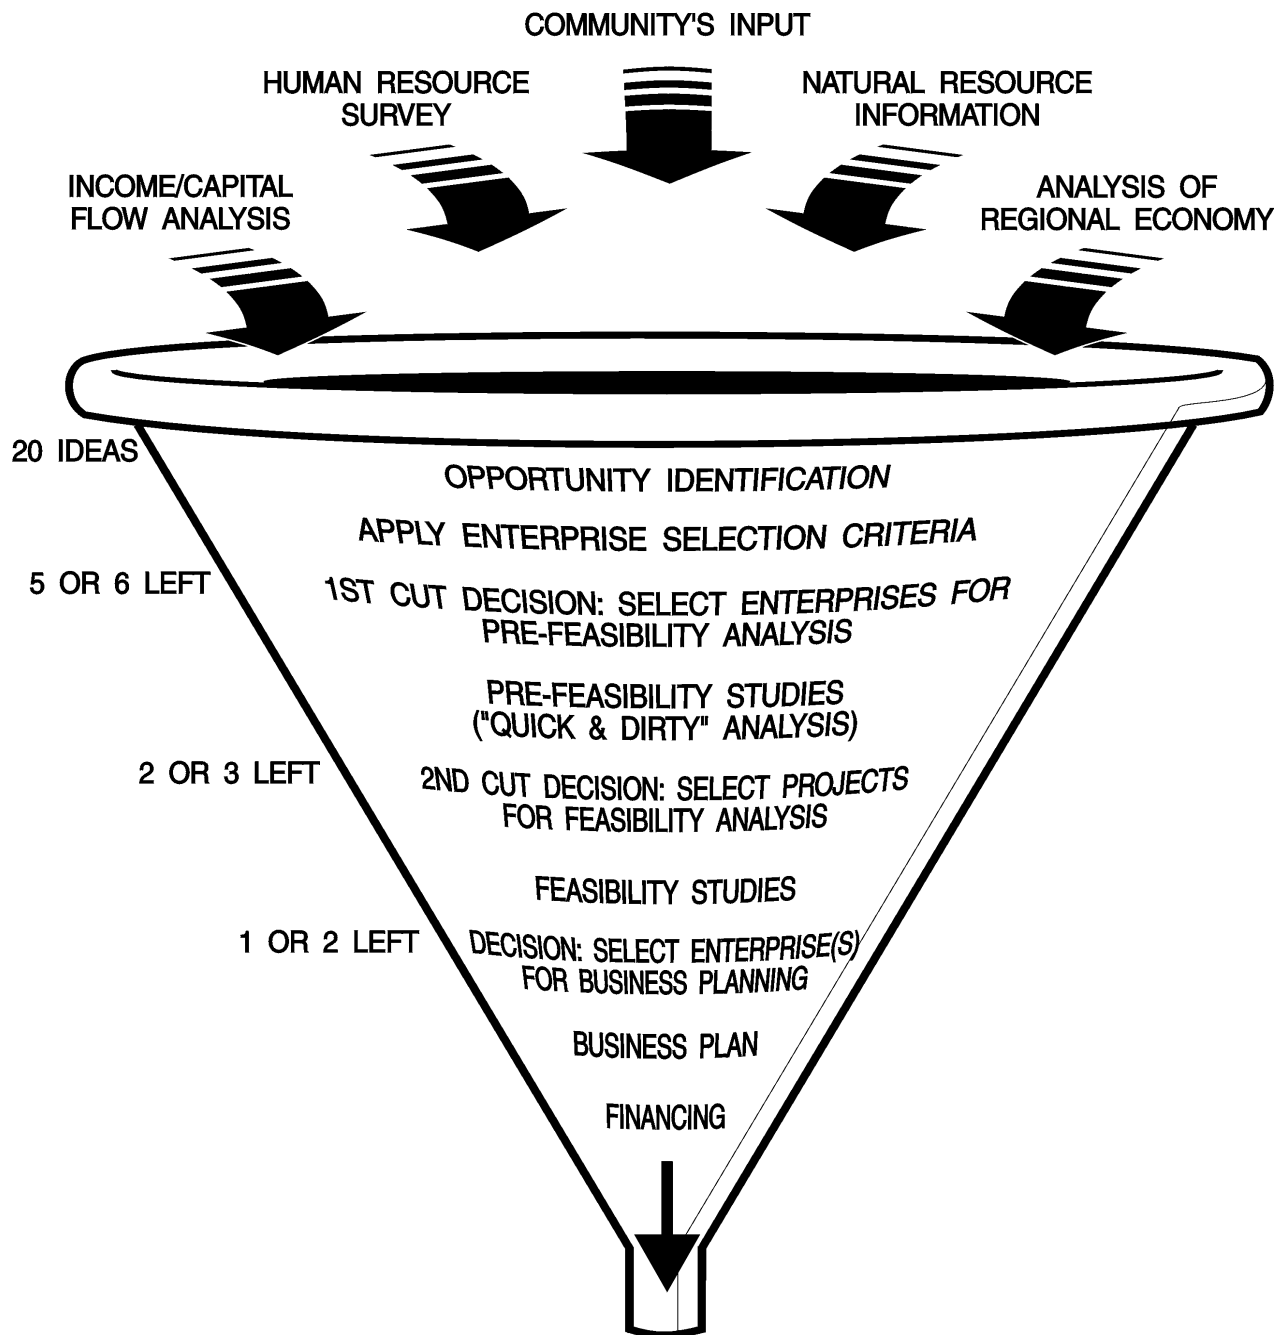 COMMUNITY'S INPUT
HUMAN RESOURCE
SURVEY
NATURAL RESOURCE
INFORMATION
INCOME/CAPITAL
FLOW ANALYSIS
ANALYSIS OF
REGIONAL ECONOMY
20 IDEAS
OPPORTUNITY IDENTIFICATION
APPLY ENTERPRISE SELECTION CRITERIA
5 OR 6 LEFT
1ST CUT DECISION: SELECT ENTERPRISES FOR
PRE-FEASIBILITY ANALYSIS
PRE-FEASIBILITY STUDIES
("QUICK & DIRTY" ANALYSIS)
2 OR 3 LEFT
2ND CUT DECISION: SELECT PROJECTS
FOR FEASIBILITY ANALYSIS
FEASIBILITY STUDIES
1 OR 2 LEFT
DECISION: SELECT ENTERPRISE(S)
FOR BUSINESS PLANNING
BUSINESS PLAN
FINANCING